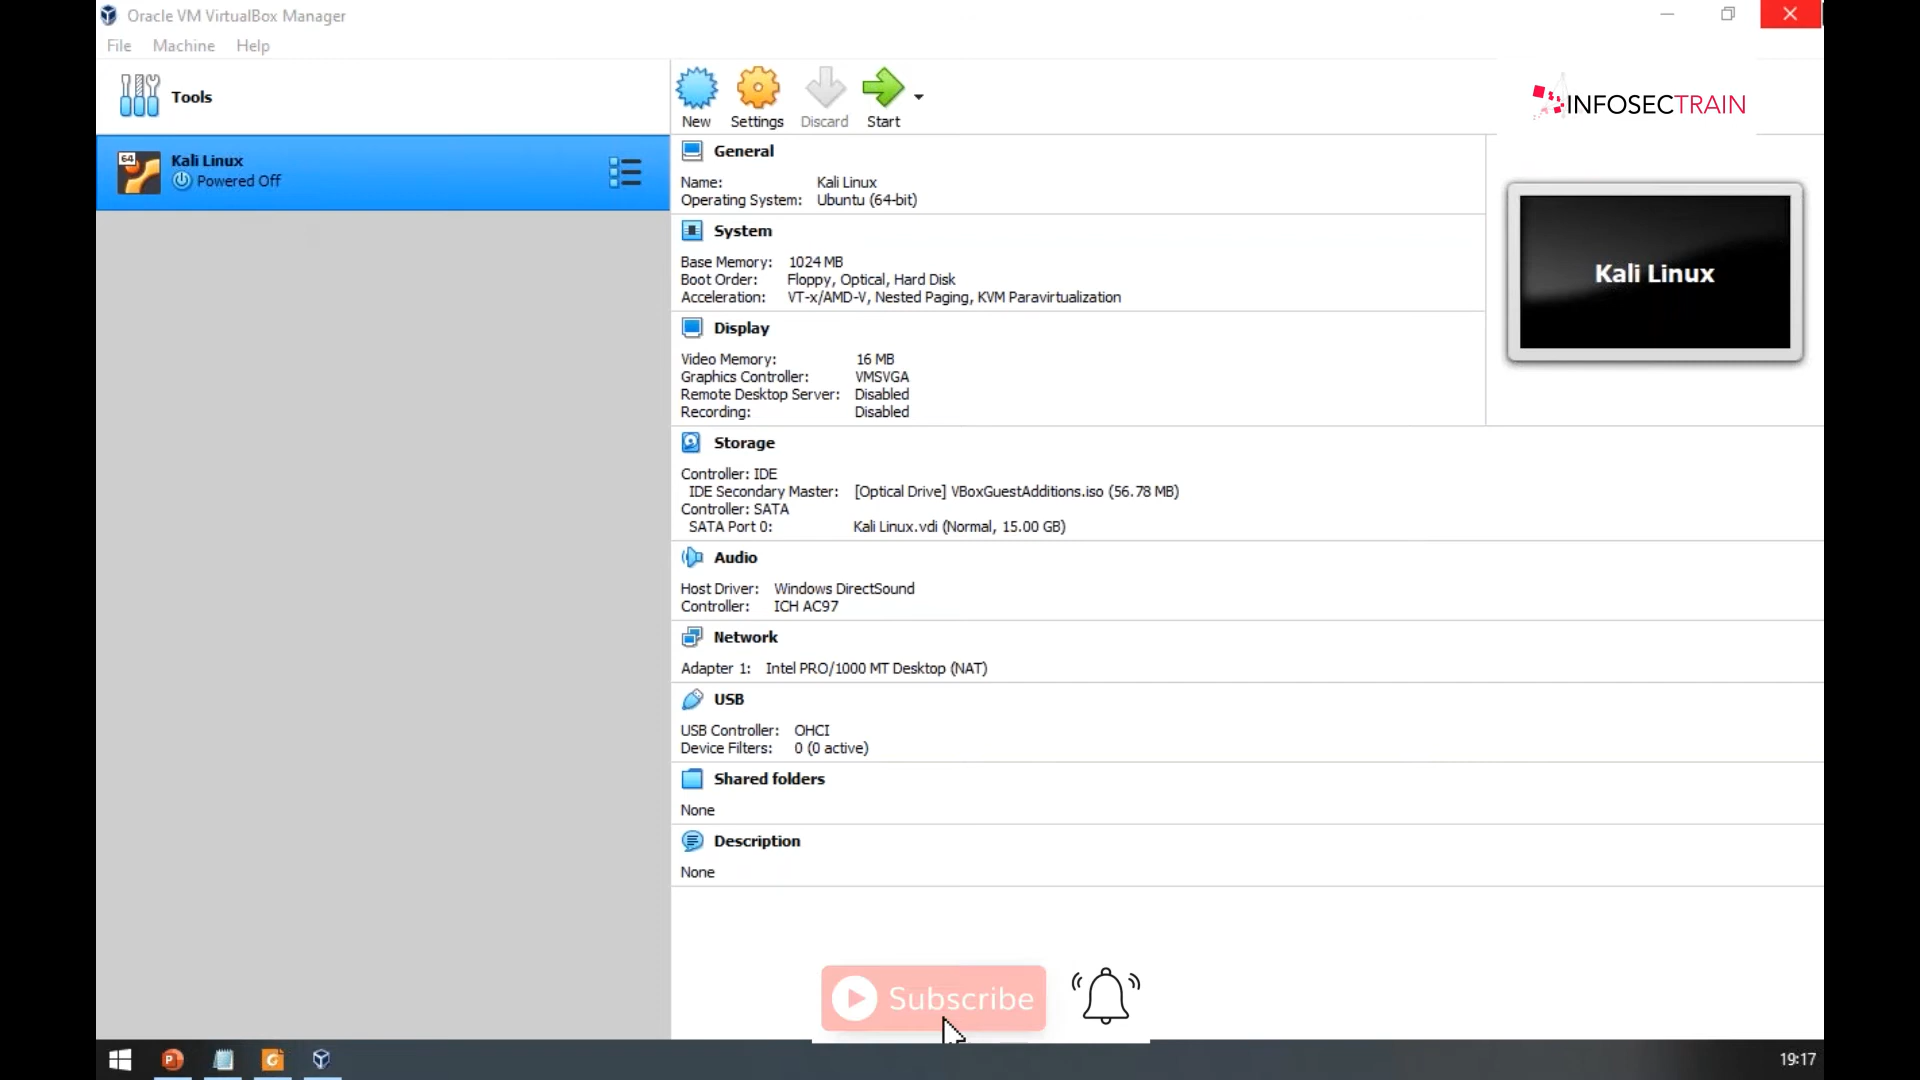 Oracle VM VirtualBox Manager
File Machine Help
Tools
New Settings Discard Start
INFOSECTRAIN
64
Kali Linux
Powered Off
General
Name: Kali Linux
Operating System: Ubuntu (64-bit)
System
Base Memory: 1024 MB
Boot Order: Floppy, Optical, Hard Disk
Acceleration: VT-x/AMD-V, Nested Paging, KVM Paravirtualization
Kali Linux
Display
Video Memory: 16 MB
Graphics Controller: VMSVGA
Remote Desktop Server: Disabled
Recording: Disabled
Storage
Controller: IDE
IDE Secondary Master: [Optical Drive] VBoxGuestAdditions.iso (56.78 MB)
Controller: SATA
SATA Port 0: Kali Linux.vdi (Normal, 15.00 GB)
Audio
Host Driver: Windows DirectSound
Controller: ICH AC97
Network
Adapter 1: Intel PRO/1000 MT Desktop (NAT)
USB
USB Controller: OHCI
Device Filters: 0 (0 active)
Shared folders
None
Description
None
Subscribe
19:17